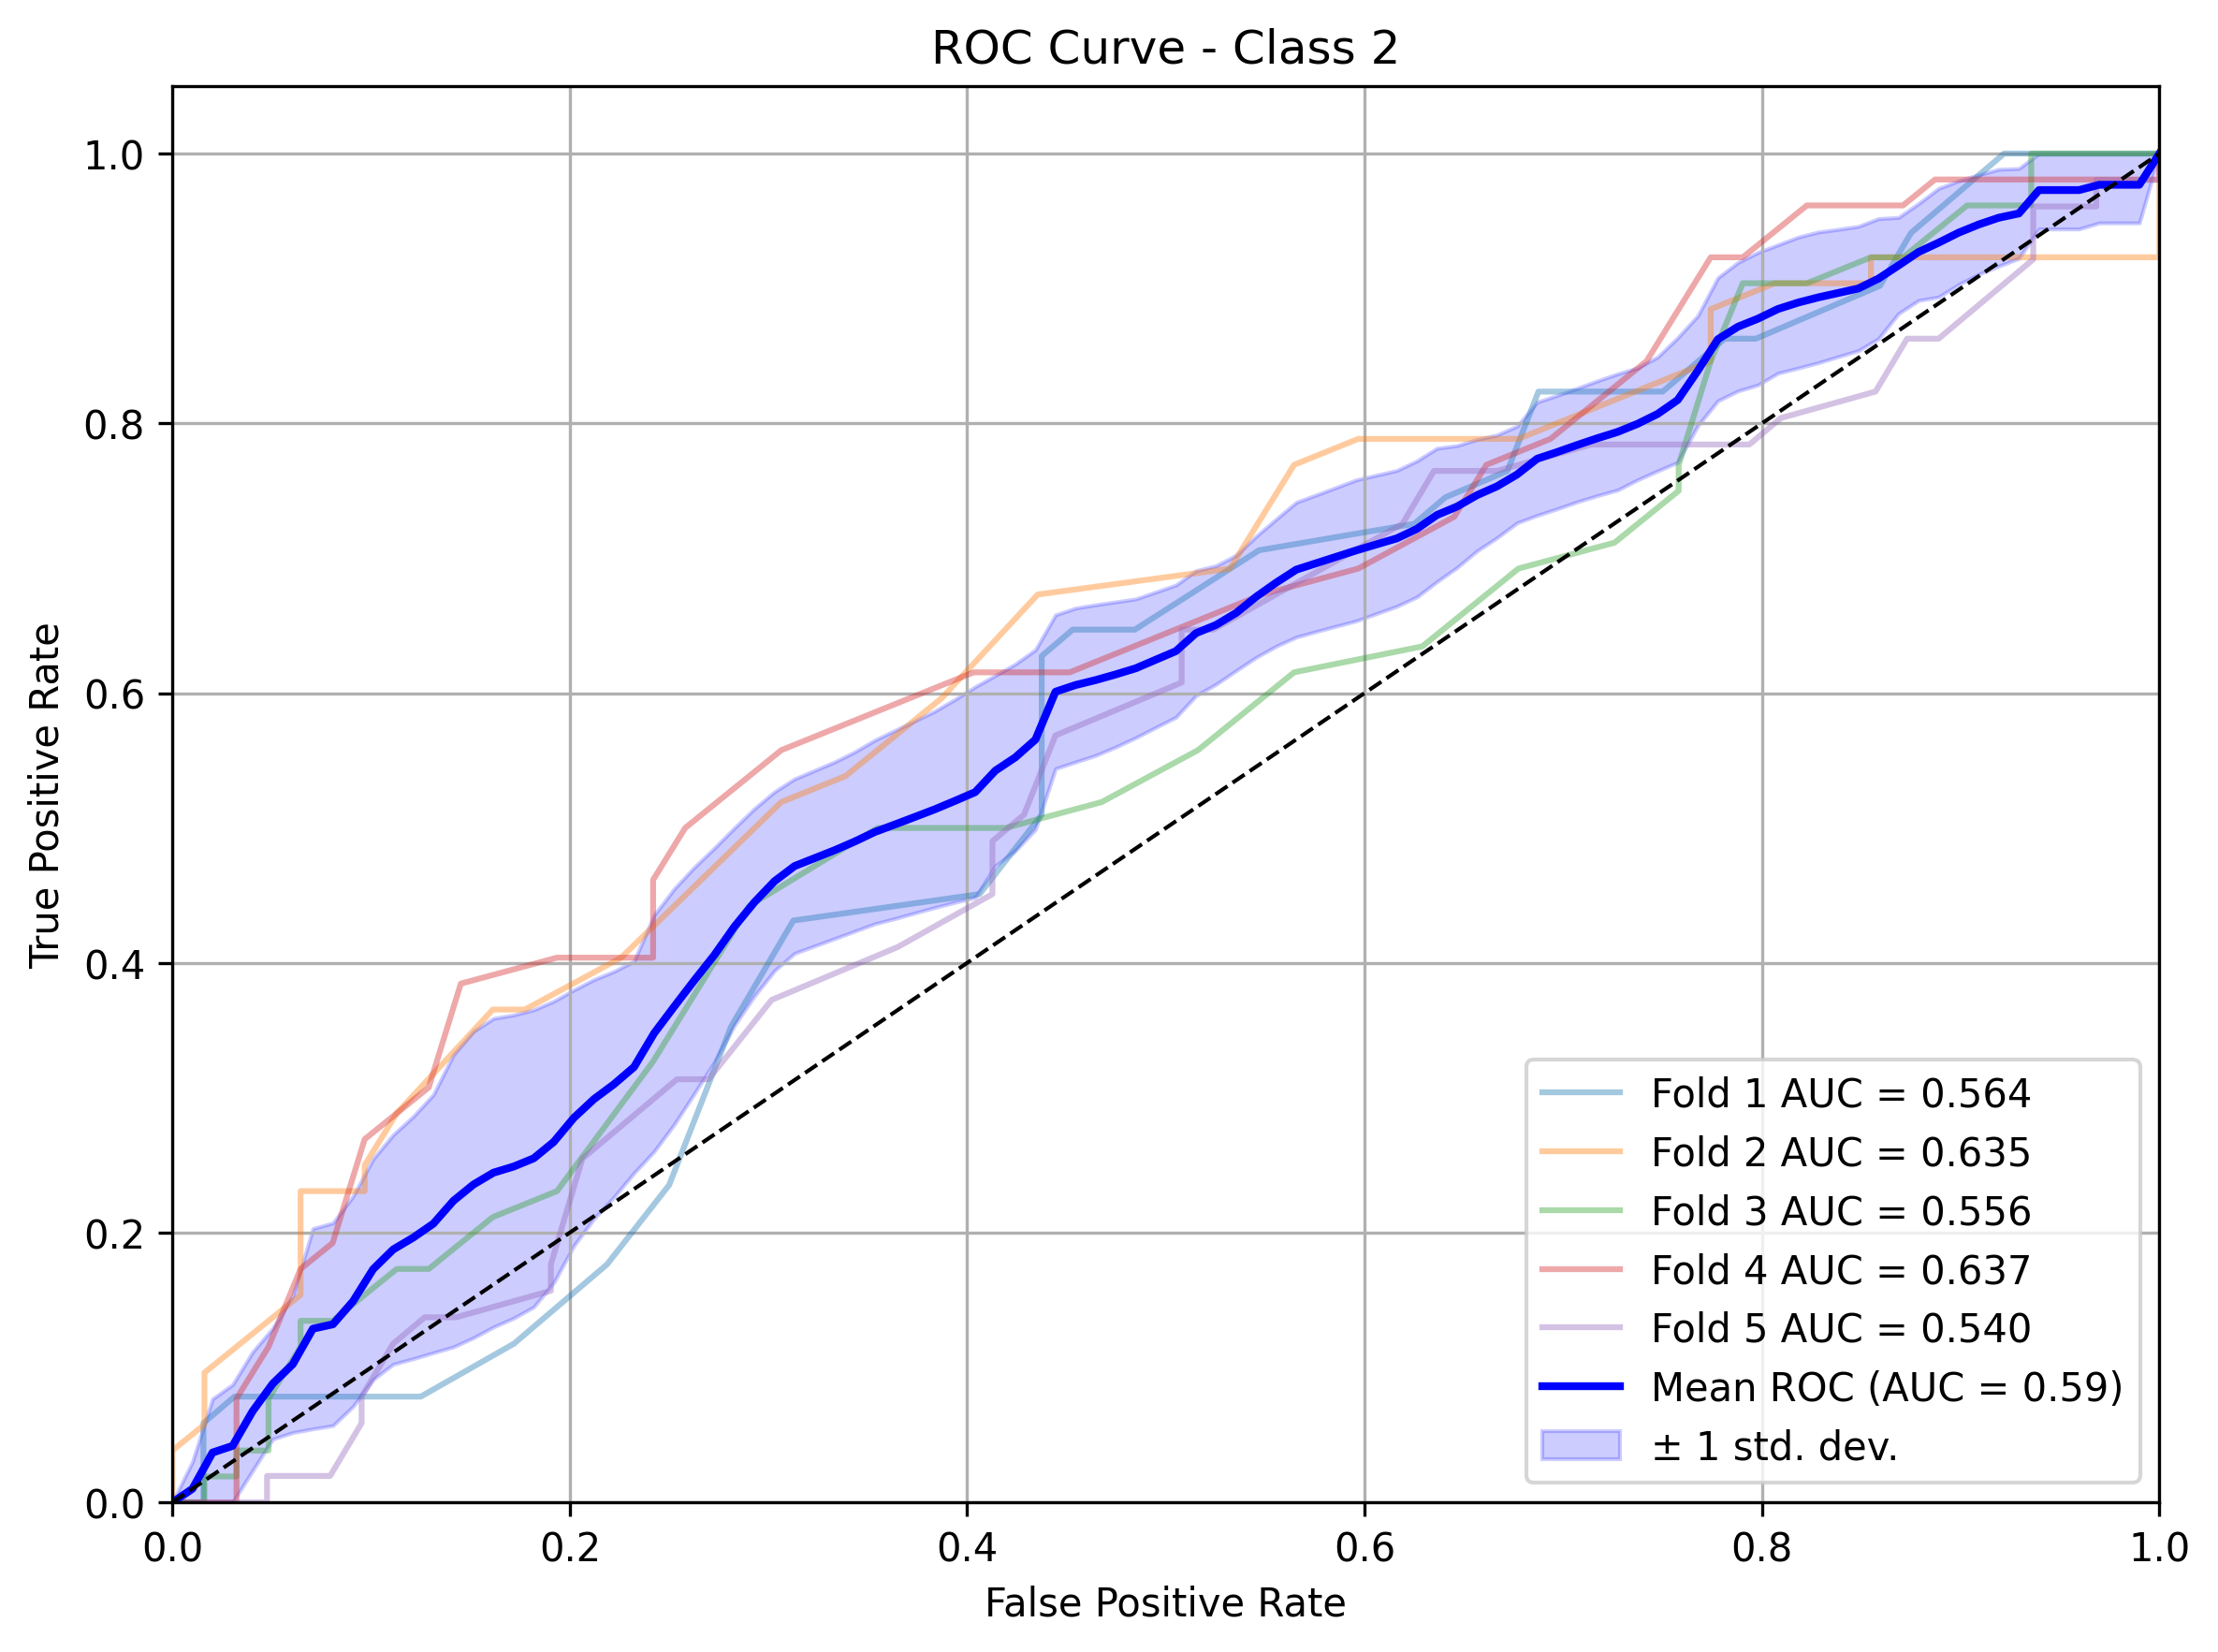 ROC Curve - Class 2
True Positive Rate
1.0
0.8
0.6
0.4
0.2
0.0
0.0 0.2 0.4 0.6 0.8 1.0
False Positive Rate
Fold 1 AUC = 0.564
Fold 2 AUC = 0.635
Fold 3 AUC = 0.556
Fold 4 AUC = 0.637
Fold 5 AUC = 0.540
Mean ROC (AUC = 0.59)
± 1 std. dev.